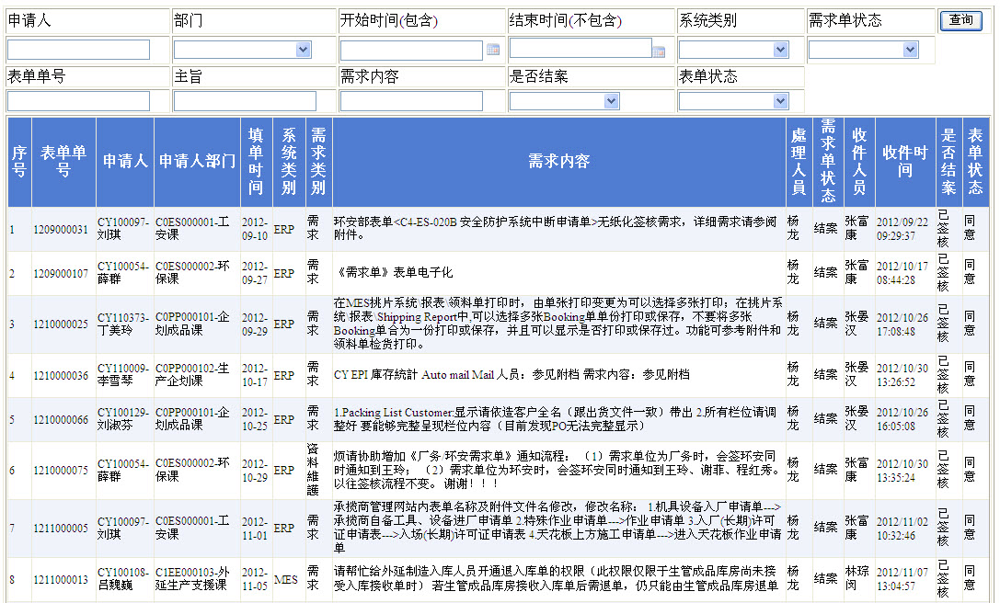 申请人 部门 开始时间(包含) 结束时间(不包含) 系统类别 需求单状态 查询
表单单号 主旨 需求内容 是否结案 表单状态
序号 表单单号 申请人 申请人部门 填单时间 系统类别 需求类别 需求内容 處理人員 需求单状态 收件人员 收件时间 是否结案 表单状态
1 1209000031 CY100097-刘琪 C0ES000001-工安课 2012-09-10 ERP 需求 环安部表单<C4-ES-020B 安全防护系统中断申请单>无纸化签核需求，详细需求请参阅
附件。 杨龙 结案 张富康 2012/09/22 09:29:37 已签核 同意
2 1209000107 CY100054-薛群 C0ES000002-环保课 2012-09-27 ERP 需求 《需求单》表单电子化 杨龙 结案 张富康 2012/10/17 08:44:28 已签核 同意
3 1210000025 CY110373-丁美玲 C0PP000101-企划成品课 2012-09-29 ERP 需求 在MES挑片系统\报表\领料单打印时，由单张打印变更为可以选择多张打印；在挑片系
统\报表\Shipping Report中,可以选择多张Booking单单份打印或保存，不要将多张
Booking单合为一份打印或保存，并且可以显示是否打印或保存过。功能可参考附件和
领料单检货打印。 杨龙 结案 张晏汉 2012/10/26 17:08:48 已签核 同意
4 1210000036 CY110009-李雪琴 C0PP000102-生产企划课 2012-10-17 ERP 需求 CY EPI 庫存統計 Auto mail Mail 人员：参见附档 需求内容：参见附档 杨龙 结案 张晏汉 2012/10/30 13:26:52 已签核 同意
5 1210000066 CY100129-刘淑芬 C0PP000101-企划成品课 2012-10-25 ERP 需求 1.Packing List Customer:显示请依造客户全名（跟出货文件一致）带出 2.所有栏位请调
整好 要能够完整呈现栏位内容（目前发现PO无法完整显示） 杨龙 结案 张晏汉 2012/10/26 16:05:08 已签核 同意
6 1210000075 CY100054-薛群 C0ES000002-环保课 2012-10-29 ERP 资料維護 烦请协助增加《厂务/环安需求单》通知流程： （1）需求单位为厂务时，会签环安同
时通知到王玲； （2）需求单位为环安时，会签环安同时通知到王玲、谢菲、程红秀。
以往签核流程不变。 谢谢！！！ 杨龙 结案 张富康 2012/10/30 13:35:24 已签核 同意
7 1211000005 CY100097-刘琪 C0ES000001-工安课 2012-11-01 ERP 需求 承揽商管理网站内表单名称及附件文件名修改，修改名称： 1.机具设备入厂申请单--->
承揽商自备工具、设备进厂申请单 2.特殊作业申请单--->作业申请单 3.入厂(长期)许可
证申请表--->入场(长期)许可证申请表 4.天花板上方施工申请单--->进入天花板作业申请
单 杨龙 结案 张富康 2012/11/02 10:32:46 已签核 同意
8 1211000013 CY100108-吕魏巍 C1EE000103-外延生产支援课 2012-11-05 MES 需求 请帮忙给外延制造入库人员开通退入库单的权限（此权限仅限于生管成品库房尚未接
受入库接收单时） 若生管成品库房接收入库单后需退单，仍只能由生管成品库房退单 杨龙 结案 林琮闵 2012/11/07 13:04:57 已签核 同意